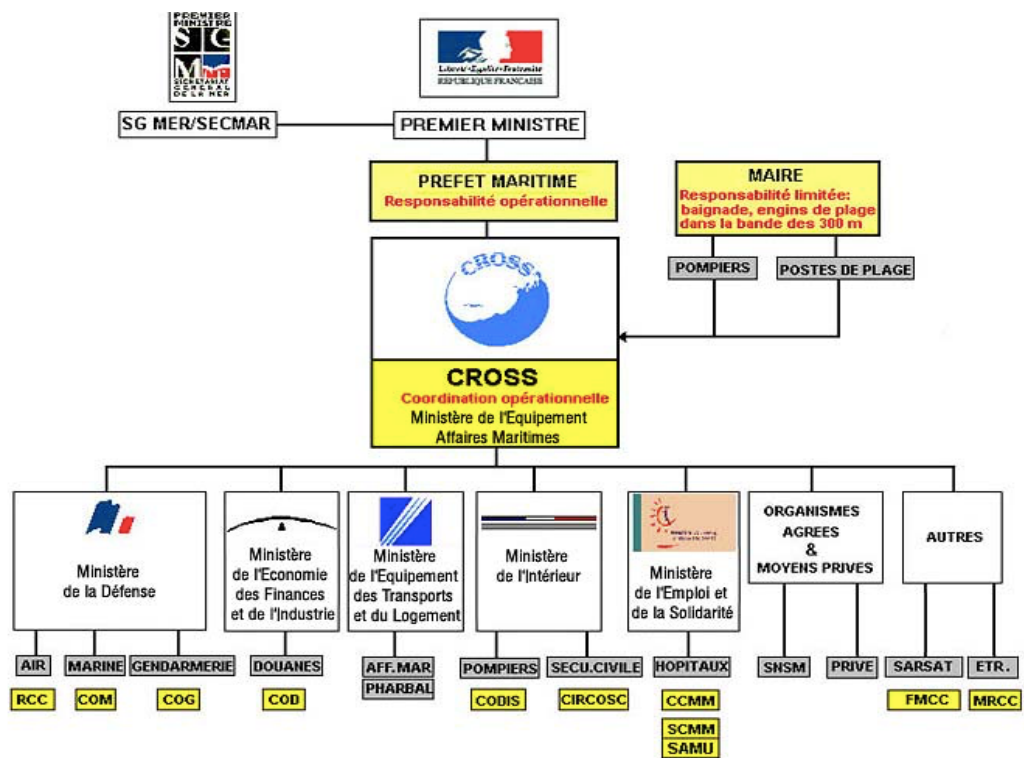 PREMIER
MINISTRE
S G
M
SECRETARIAT
GENERAL
DE LA MER
Liberté • Egalité • Fraternité
REPUBLIQUE FRANCAISE
SG MER/SECMAR
PREMIER MINISTRE
PREFET MARITIME
Responsabilité opérationnelle
MAIRE
Responsabilité limitée:
baignade, engins de plage
dans la bande des 300 m
POMPIERS
POSTES DE PLAGE
CROSS
CROSS
Coordination opérationnelle
Ministère de l'Equipement
Affaires Maritimes
Ministère
de la Défense
Ministère
de l'Economie
des Finances
et de l'Industrie
Ministère
de l'Equipement
des Transports
et du Logement
Ministère
de l'Intérieur
Ministère
de l'Emploi et
de la Solidarité
ORGANISMES
AGREES
&
MOYENS PRIVES
AUTRES
AIR
MARINE
GENDARMERIE
DOUANES
AFF.MAR
PHARBAL
POMPIERS
SECU.CIVILE
HOPITAUX
SNSM
PRIVE
SARSAT
ETR.
RCC
COM
COG
COD
CODIS
CIRCOSC
CCMM
SCMM
SAMU
FMCC
MRCC